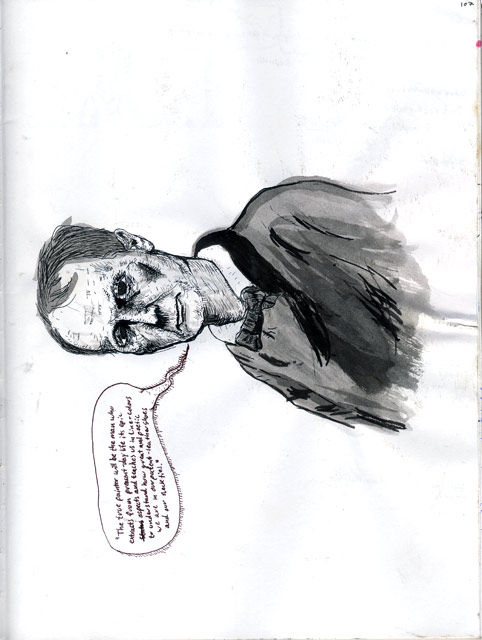 107
"The true painter will be the man who
extracts from present-day life its epic
aspects and teaches us in line + colors
to understand how great and poetic
we are in our patent-leather shoes
and our neckties."